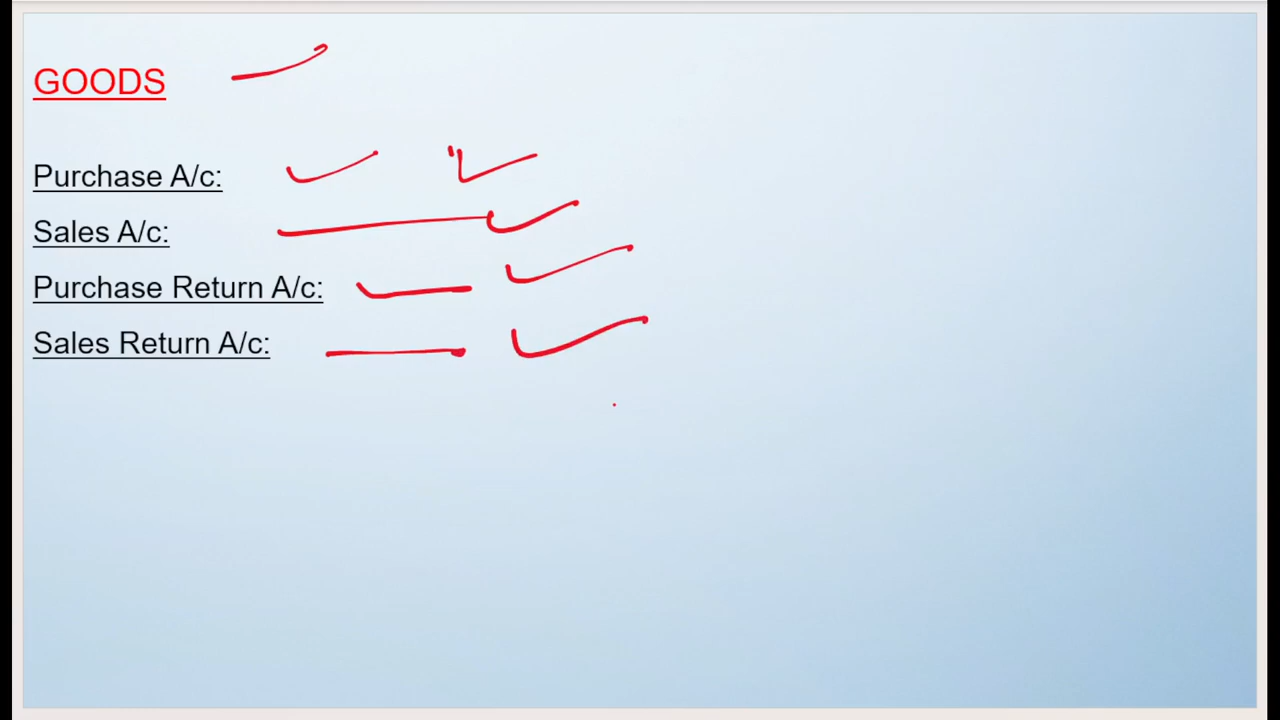 GOODS
Purchase A/c:
Sales A/c:
Purchase Return A/c:
Sales Return A/c: